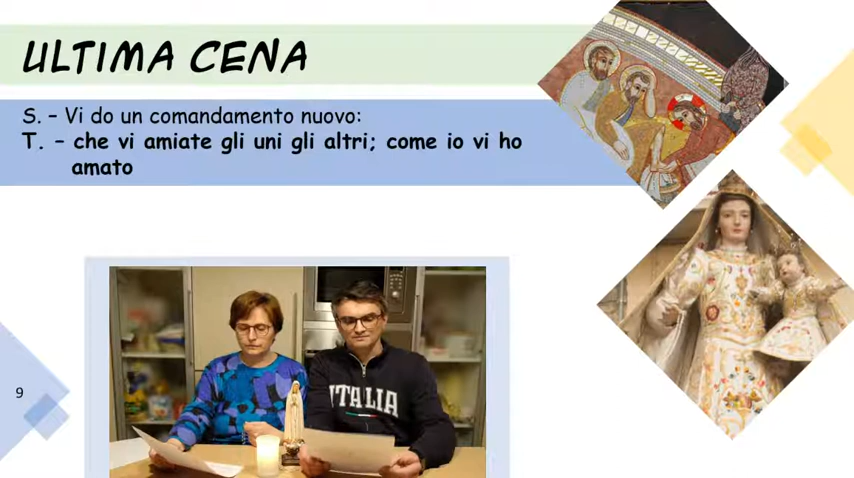 ULTIMA CENA
S. – Vi do un comandamento nuovo:
T. – che vi amiate gli uni gli altri; come io vi ho
amato
ITALIA
9